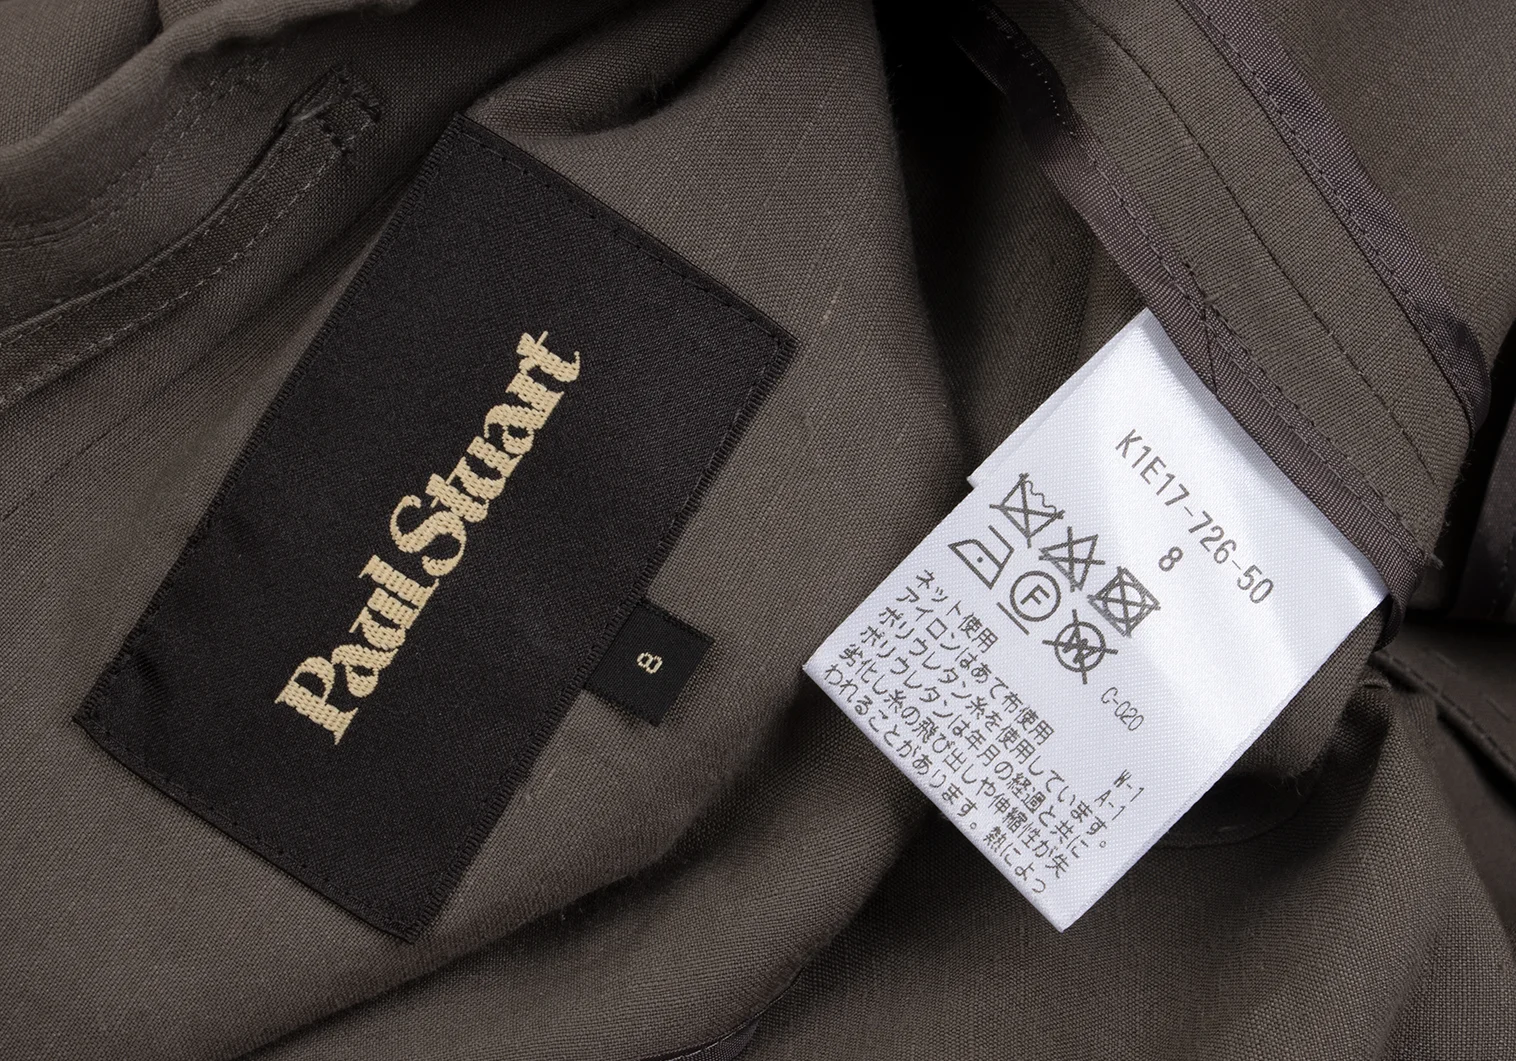 Paul Stuart
8
K1E17-726-50
8
F
W
C-020
ネット使用
アイロンはあて布使用
ポリウレタン糸を使用しています。
ポリウレタンは年月の経過と共に
劣化し糸の飛び出しや伸縮性が失
われることがあります。熱によっ
W-1
A-1